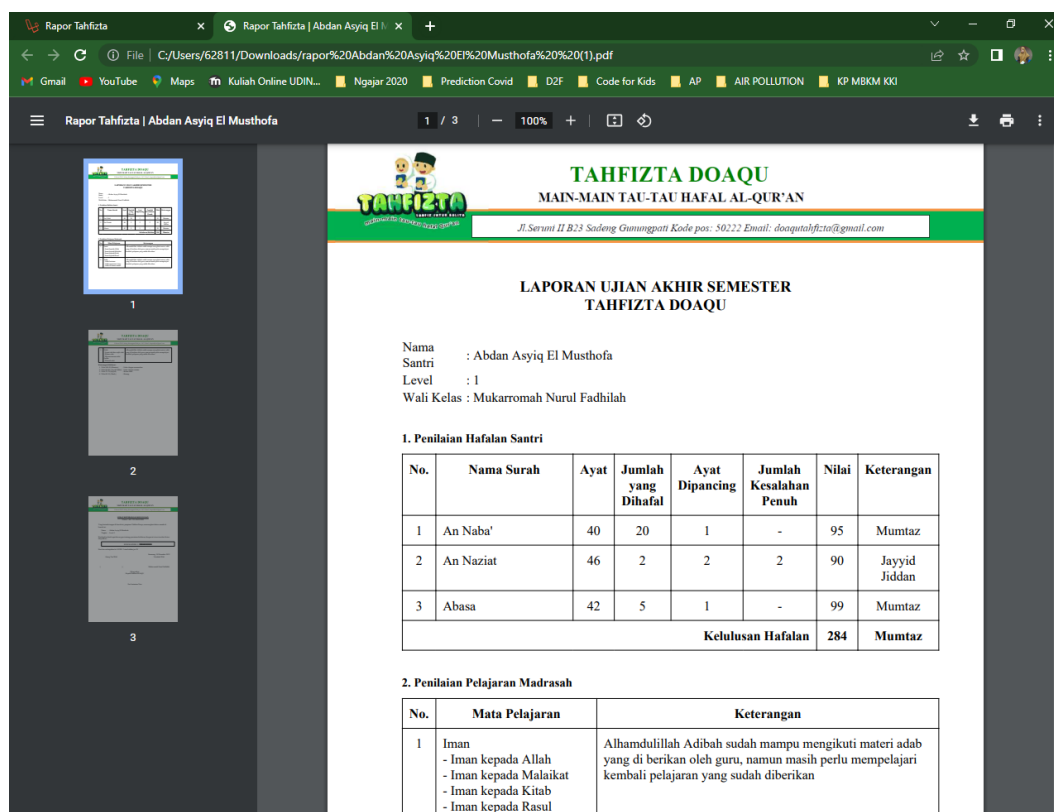 Rapor Tahfizta
Rapor Tahfizta | Abdan Asyiq El M
File C:/Users/62811/Downloads/rapor%20Abdan%20Asyiq%20El%20Musthofa%20%20(1).pdf
Gmail YouTube Maps Kuliah Online UDIN... Ngajar 2020 Prediction Covid D2F Code for Kids AP AIR POLLUTION KP MBKM KKI
Rapor Tahfizta | Abdan Asyiq El Musthofa 1 / 3 100%
1
2
3
TAHFIZTA
TAHFIZ INTAR BALITA
TAHFIZTA DOAQU
MAIN-MAIN TAU-TAU HAFAL AL-QUR'AN
Jl.Seruni II B23 Sadeng Gunungpati Kode pos: 50222 Email: doaqutahfizta@gmail.com
LAPORAN UJIAN AKHIR SEMESTER
TAHFIZTA DOAQU
Nama Santri : Abdan Asyiq El Musthofa
Level : 1
Wali Kelas : Mukarromah Nurul Fadhilah
1. Penilaian Hafalan Santri
No. Nama Surah Ayat Jumlah yang Dihafal Ayat Dipancing Jumlah Kesalahan Penuh Nilai Keterangan
1 An Naba' 40 20 1 - 95 Mumtaz
2 An Naziat 46 2 2 2 90 Jayyid Jiddan
3 Abasa 42 5 1 - 99 Mumtaz
Kelulusan Hafalan 284 Mumtaz
2. Penilaian Pelajaran Madrasah
No. Mata Pelajaran Keterangan
1 Iman
- Iman kepada Allah
- Iman kepada Malaikat
- Iman kepada Kitab
- Iman kepada Rasul
Alhamdulillah Adibah sudah mampu mengikuti materi adab
yang di berikan oleh guru, namun masih perlu mempelajari
kembali pelajaran yang sudah diberikan